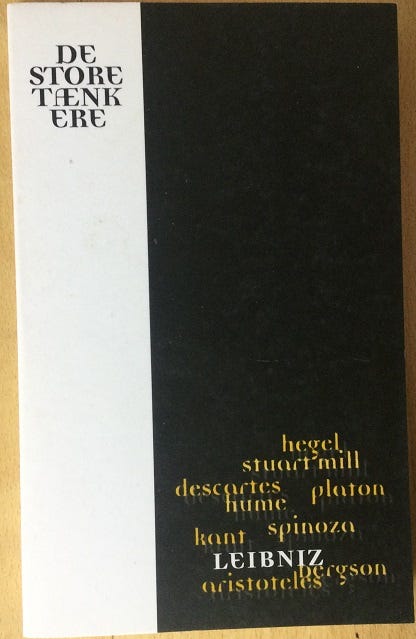 DE
STORE
TÆNK
ERE
hegel
stuart mill
descartes platon
hume
spinoza
kant
LEIBNIZ
bergson
aristoteles